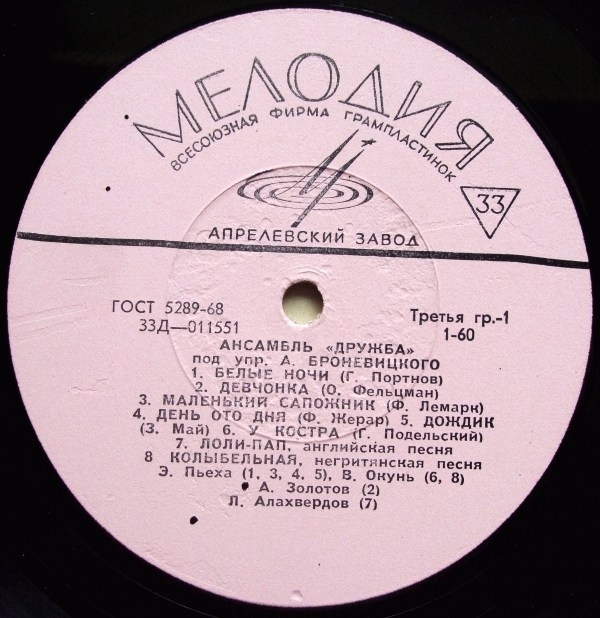 МЕЛОДИЯ
ВСЕСОЮЗНАЯ ФИРМА ГРАМПЛАСТИНОК
33
АПРЕЛЕВСКИЙ ЗАВОД
ГОСТ 5289-68
33Д—011551
Третья гр.-1
1-60
АНСАМБЛЬ «ДРУЖБА»
под упр. А. БРОНЕВИЦКОГО
1. БЕЛЫЕ НОЧИ (Г. Портнов)
2. ДЕВЧОНКА (О. Фельцман)
3. МАЛЕНЬКИЙ САПОЖНИК (Ф. Лемарк)
4. ДЕНЬ ОТО ДНЯ (Ф. Жерар) 5. ДОЖДИК
(З. Май) 6. У КОСТРА (Г. Подельский)
7. ЛОЛИ-ПАП, английская песня
8 КОЛЫБЕЛЬНАЯ, негритянская песня
Э. Пьеха (1, 3, 4, 5), В. Окунь (6, 8)
А. Золотов (2)
Л. Алахвердов (7)